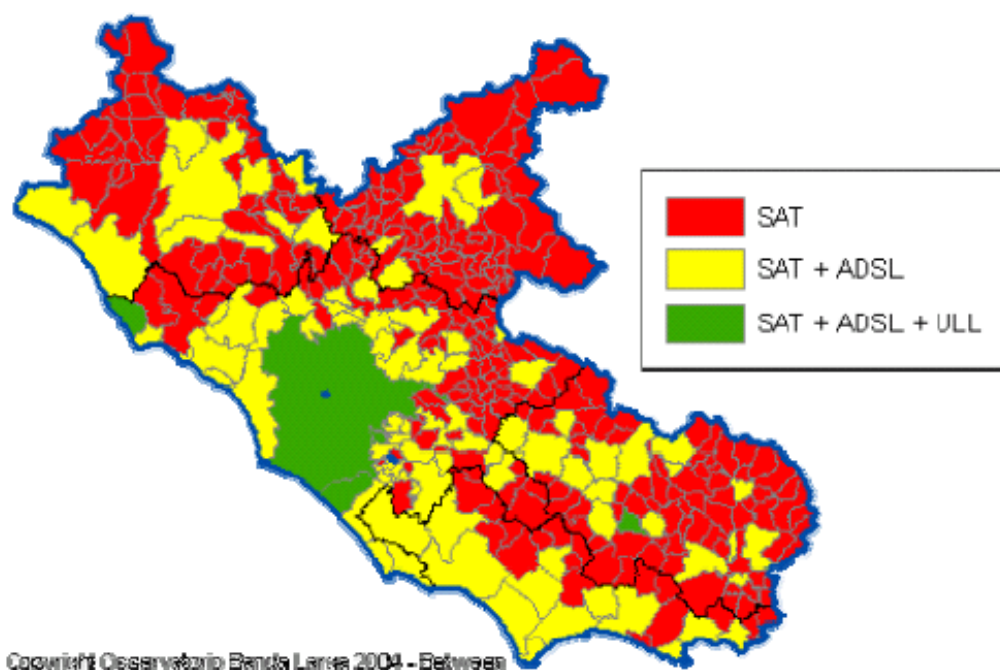 SAT
SAT + ADSL
SAT + ADSL + ULL
Copyright Osservatorio Banda Larga 2004 - Between